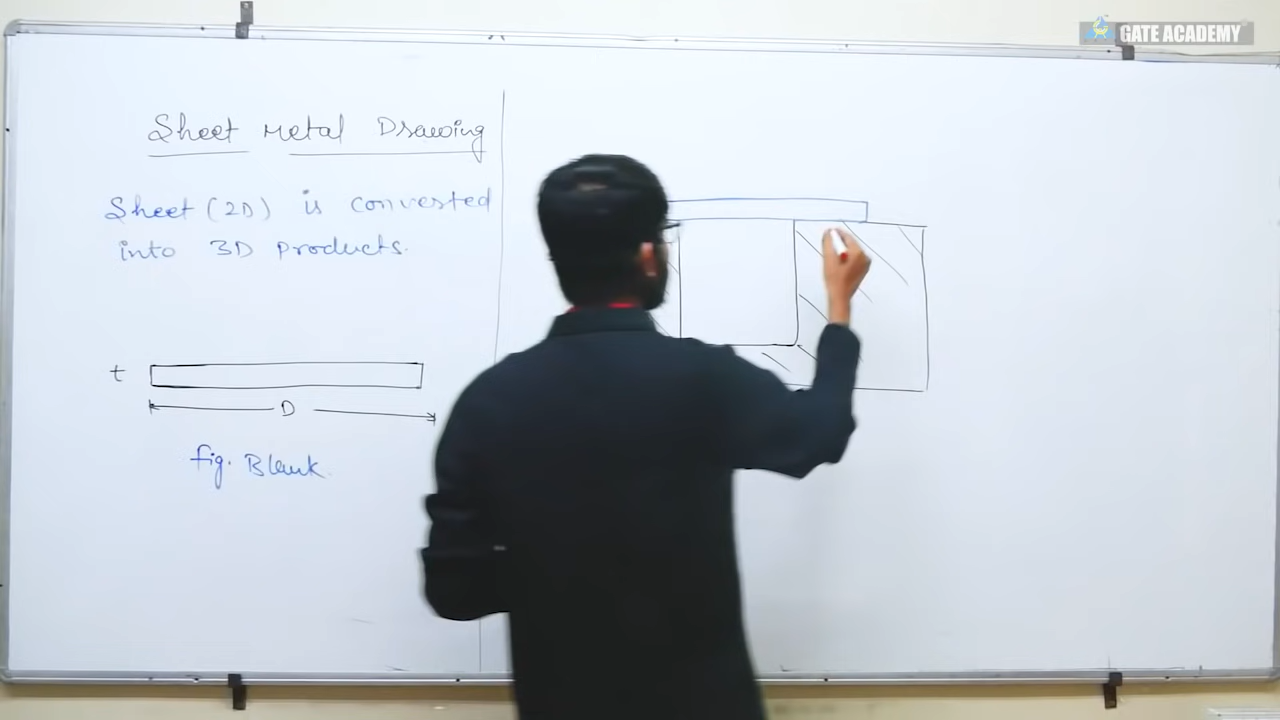 GATE ACADEMY
Sheet Metal Drawing
Sheet (2D) is converted
into 3D products.
t
D
fig. Blank.